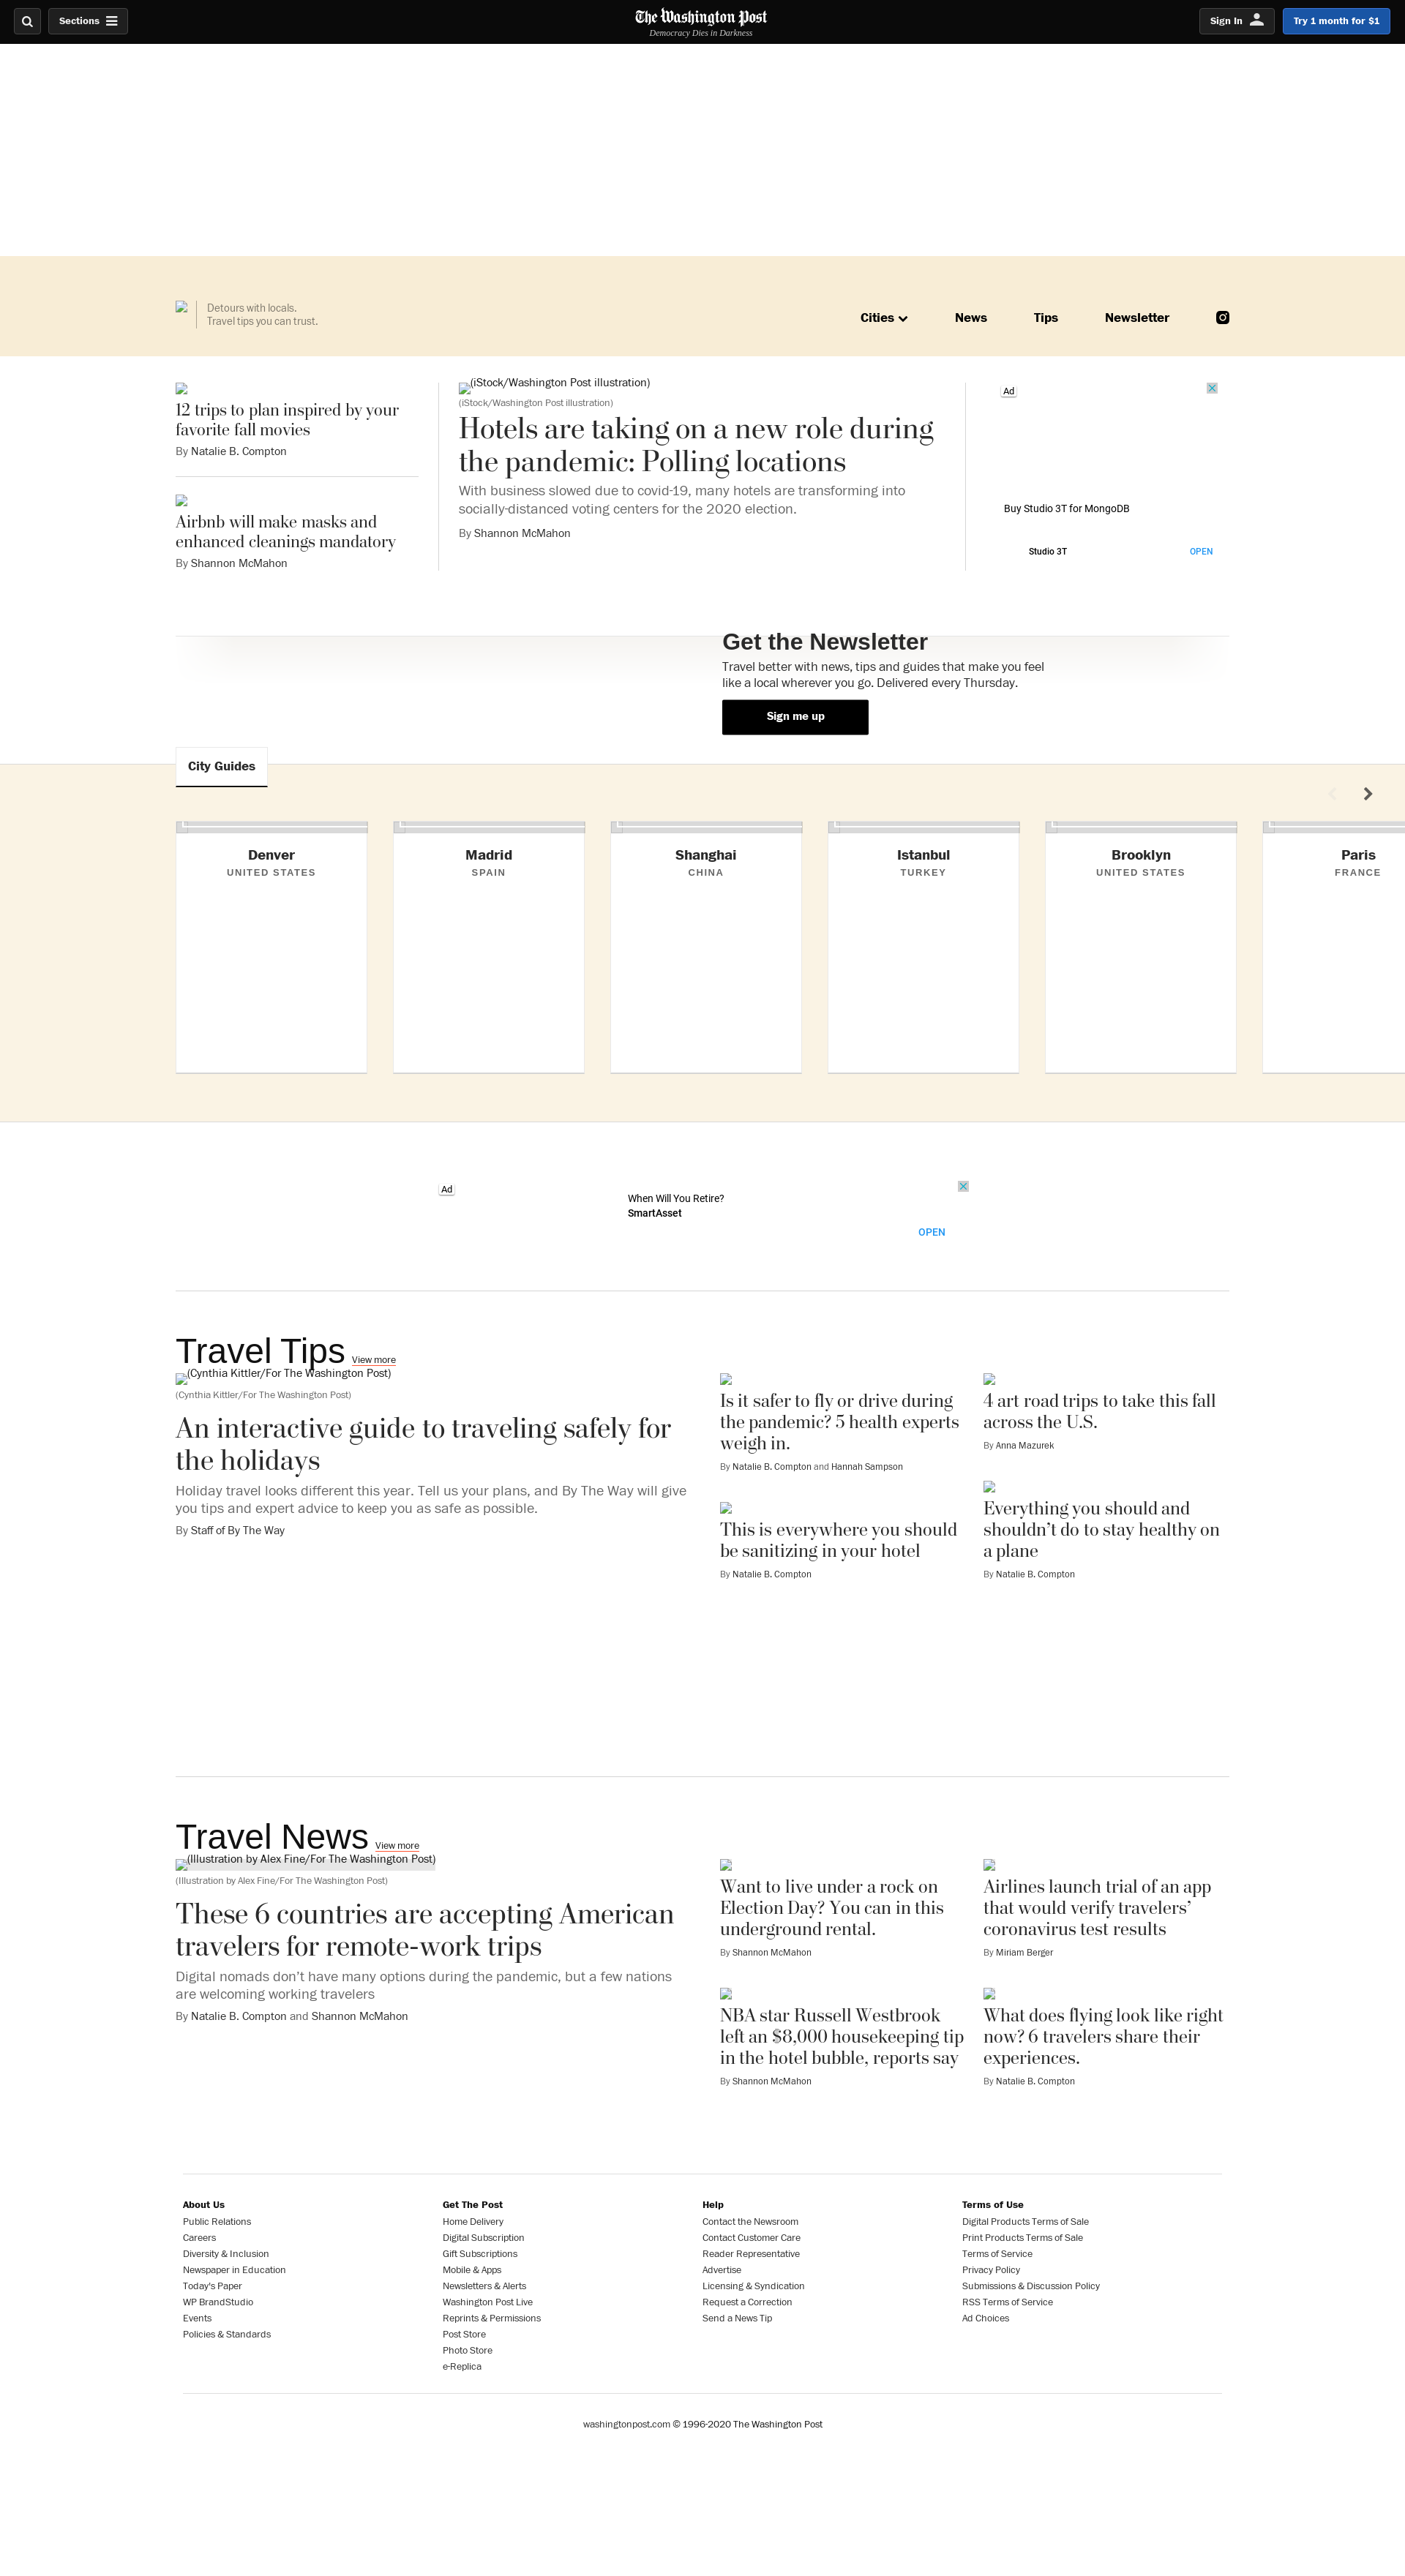 Sections
The Washington Post
Democracy Dies in Darkness
Sign In
Try 1 month for $1
Detours with locals.
Travel tips you can trust.
Cities
News
Tips
Newsletter
12 trips to plan inspired by your
favorite fall movies
By Natalie B. Compton
Airbnb will make masks and
enhanced cleanings mandatory
By Shannon McMahon
(iStock/Washington Post illustration)
(iStock/Washington Post illustration)
Hotels are taking on a new role during
the pandemic: Polling locations
With business slowed due to covid-19, many hotels are transforming into
socially-distanced voting centers for the 2020 election.
By Shannon McMahon
Ad
Buy Studio 3T for MongoDB
Studio 3T
OPEN
Get the Newsletter
Travel better with news, tips and guides that make you feel
like a local wherever you go. Delivered every Thursday.
Sign me up
City Guides
Denver
UNITED STATES
Madrid
SPAIN
Shanghai
CHINA
Istanbul
TURKEY
Brooklyn
UNITED STATES
Paris
FRANCE
Ad
When Will You Retire?
SmartAsset
OPEN
Travel Tips View more
(Cynthia Kittler/For The Washington Post)
(Cynthia Kittler/For The Washington Post)
An interactive guide to traveling safely for
the holidays
Holiday travel looks different this year. Tell us your plans, and By The Way will give
you tips and expert advice to keep you as safe as possible.
By Staff of By The Way
Is it safer to fly or drive during
the pandemic? 5 health experts
weigh in.
By Natalie B. Compton and Hannah Sampson
This is everywhere you should
be sanitizing in your hotel
By Natalie B. Compton
4 art road trips to take this fall
across the U.S.
By Anna Mazurek
Everything you should and
shouldn’t do to stay healthy on
a plane
By Natalie B. Compton
Travel News View more
(Illustration by Alex Fine/For The Washington Post)
(Illustration by Alex Fine/For The Washington Post)
These 6 countries are accepting American
travelers for remote-work trips
Digital nomads don’t have many options during the pandemic, but a few nations
are welcoming working travelers
By Natalie B. Compton and Shannon McMahon
Want to live under a rock on
Election Day? You can in this
underground rental.
By Shannon McMahon
NBA star Russell Westbrook
left an $8,000 housekeeping tip
in the hotel bubble, reports say
By Shannon McMahon
Airlines launch trial of an app
that would verify travelers’
coronavirus test results
By Miriam Berger
What does flying look like right
now? 6 travelers share their
experiences.
By Natalie B. Compton
About Us
Public Relations
Careers
Diversity & Inclusion
Newspaper in Education
Today's Paper
WP BrandStudio
Events
Policies & Standards
Get The Post
Home Delivery
Digital Subscription
Gift Subscriptions
Mobile & Apps
Newsletters & Alerts
Washington Post Live
Reprints & Permissions
Post Store
Photo Store
e-Replica
Help
Contact the Newsroom
Contact Customer Care
Reader Representative
Advertise
Licensing & Syndication
Request a Correction
Send a News Tip
Terms of Use
Digital Products Terms of Sale
Print Products Terms of Sale
Terms of Service
Privacy Policy
Submissions & Discussion Policy
RSS Terms of Service
Ad Choices
washingtonpost.com © 1996-2020 The Washington Post